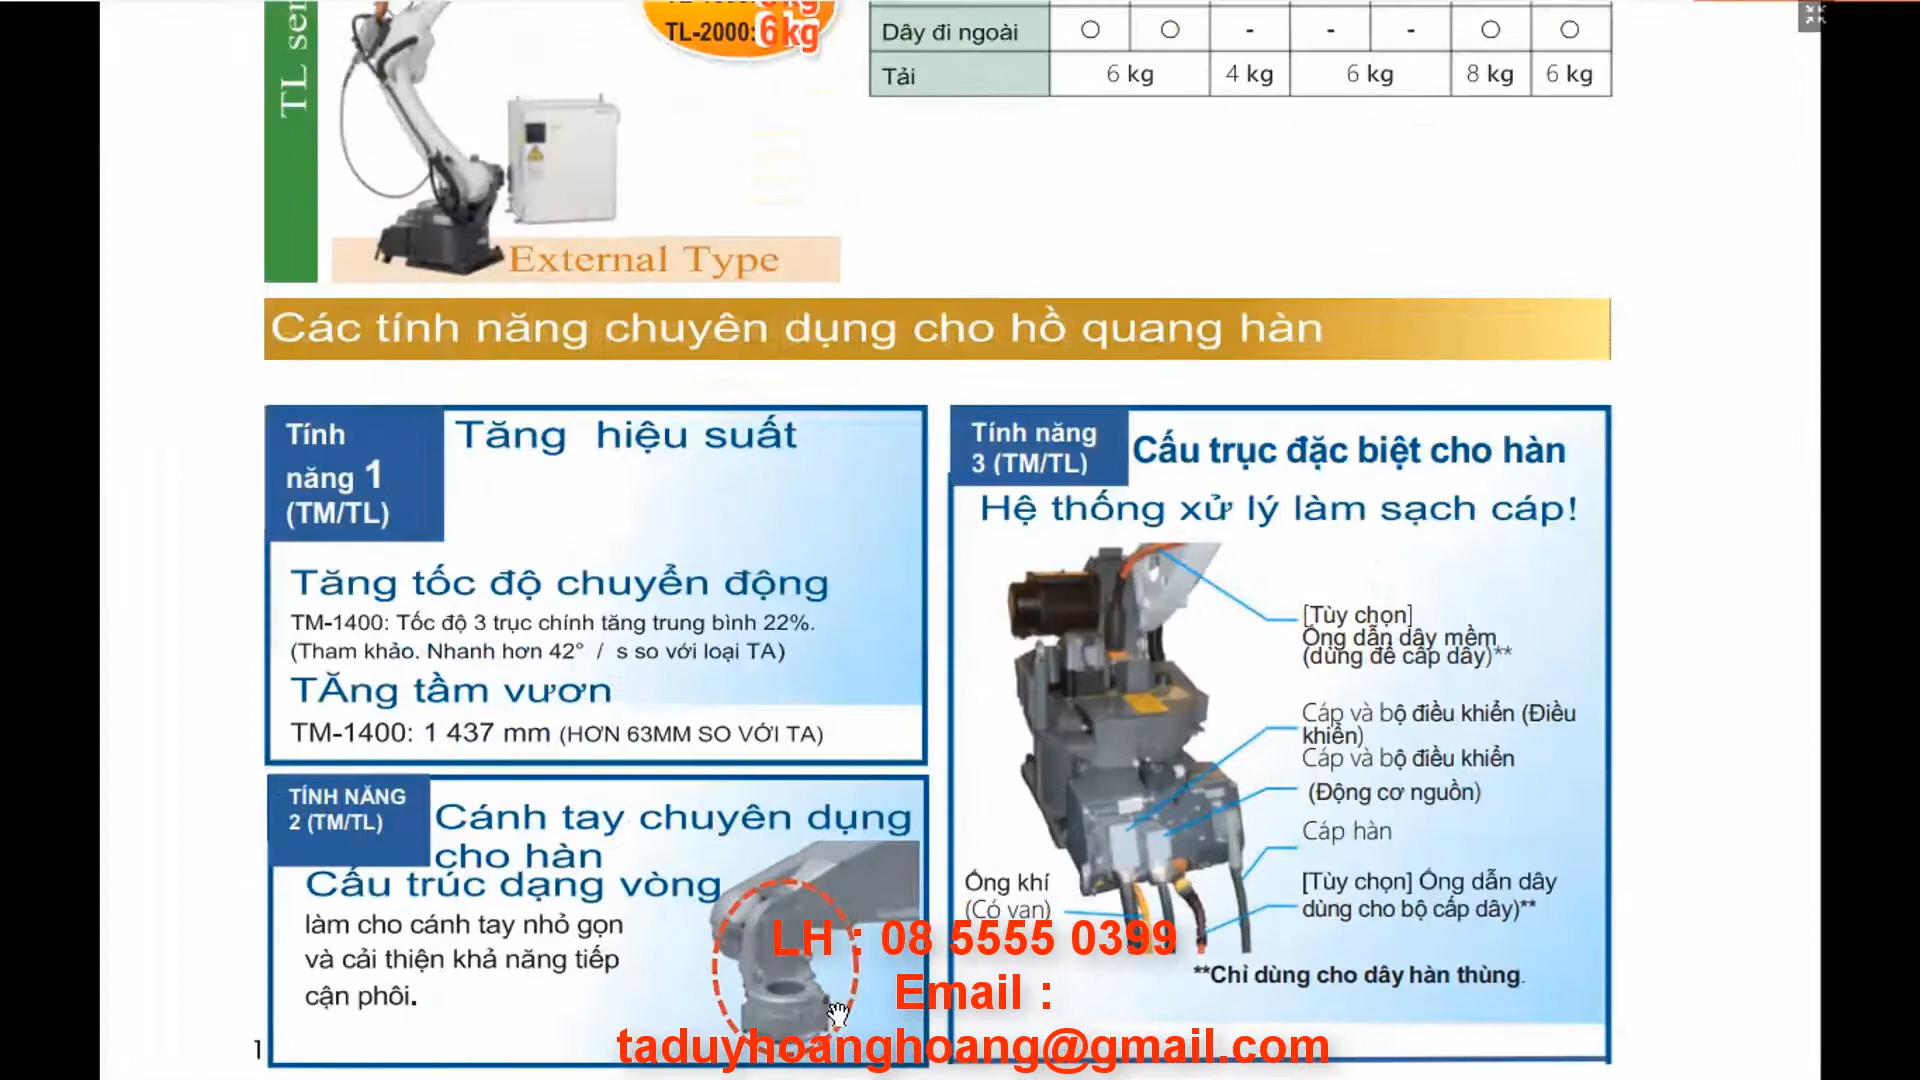 TL ser
TL-2000: 6 kg
Dây đi ngoài ○ ○ - - - ○ ○
Tải 6 kg 4 kg 6 kg 8 kg 6 kg
External Type
Các tính năng chuyên dụng cho hồ quang hàn
Tính
năng 1
(TM/TL)
Tăng hiệu suất
Tăng tốc độ chuyển động
TM-1400: Tốc độ 3 trục chính tăng trung bình 22%.
(Tham khảo. Nhanh hơn 42° / s so với loại TA)
TĂng tầm vươn
TM-1400: 1 437 mm (HƠN 63MM SO VỚI TA)
TÍNH NĂNG
2 (TM/TL)
Cánh tay chuyên dụng
cho hàn
Cấu trúc dạng vòng
làm cho cánh tay nhỏ gọn
và cải thiện khả năng tiếp
cận phôi.
Tính năng
3 (TM/TL)
Cấu trục đặc biệt cho hàn
Hệ thống xử lý làm sạch cáp!
[Tùy chọn]
Ống dẫn dây mềm
(dùng để cấp dây)**
Cáp và bộ điều khiển (Điều
khiển)
Cáp và bộ điều khiển
(Động cơ nguồn)
Cáp hàn
[Tùy chọn] Ống dẫn dây
dùng cho bộ cấp dây)**
Ống khí
(Có van)
**Chỉ dùng cho dây hàn thùng.
LH : 08 5555 0399
Email :
taduyhoanghoang@gmail.com
1